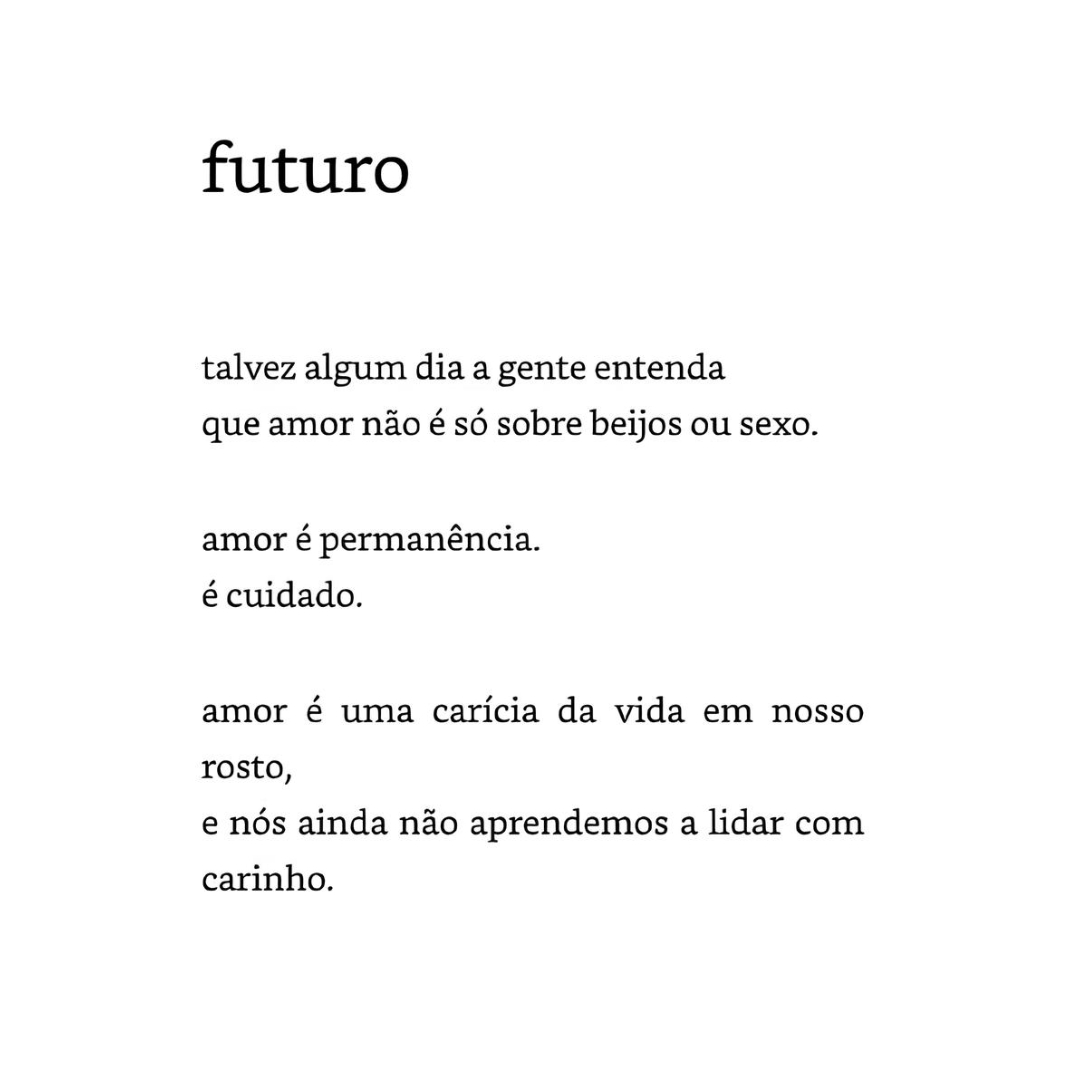 futuro
talvez algum dia a gente entenda
que amor não é só sobre beijos ou sexo.
amor é permanência.
é cuidado.
amor é uma carícia da vida em nosso
rosto,
e nós ainda não aprendemos a lidar com
carinho.